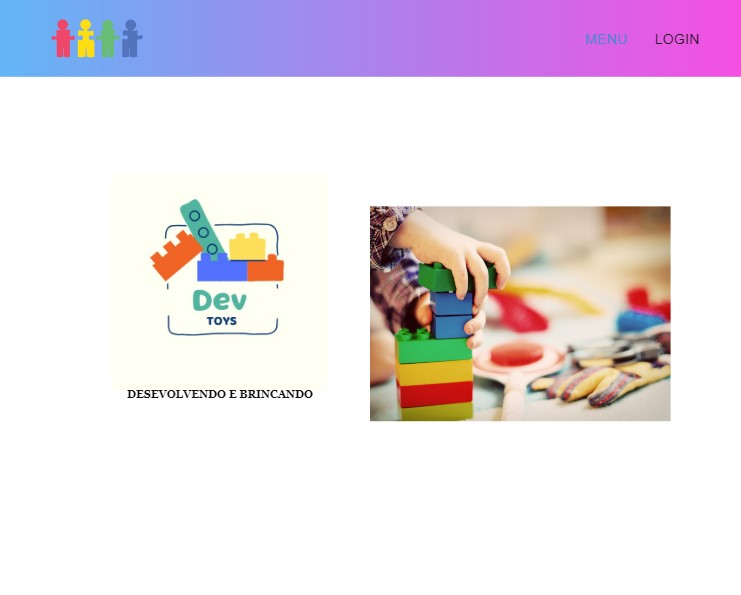 MENU LOGIN
Dev
TOYS
DESEVOLVENDO E BRINCANDO